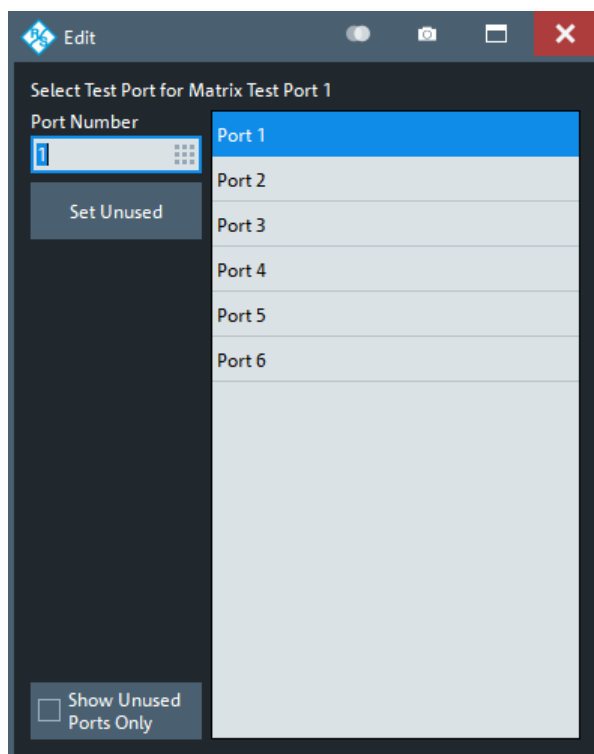 R&S
Edit
Select Test Port for Matrix Test Port 1
Port Number
1
Set Unused
Port 1
Port 2
Port 3
Port 4
Port 5
Port 6
Show Unused
Ports Only